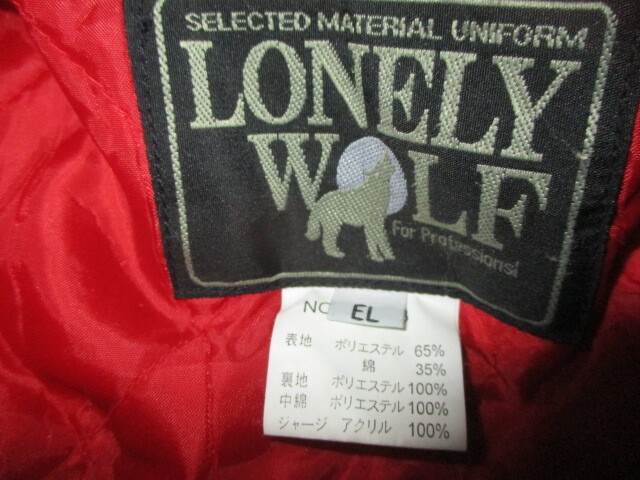 SELECTED MATERIAL UNIFORM
LONELY
WOLF
For Professional
NO
EL
表地 ポリエステル 65%
綿 35%
裏地 ポリエステル 100%
中綿 ポリエステル 100%
ジャージ アクリル 100%